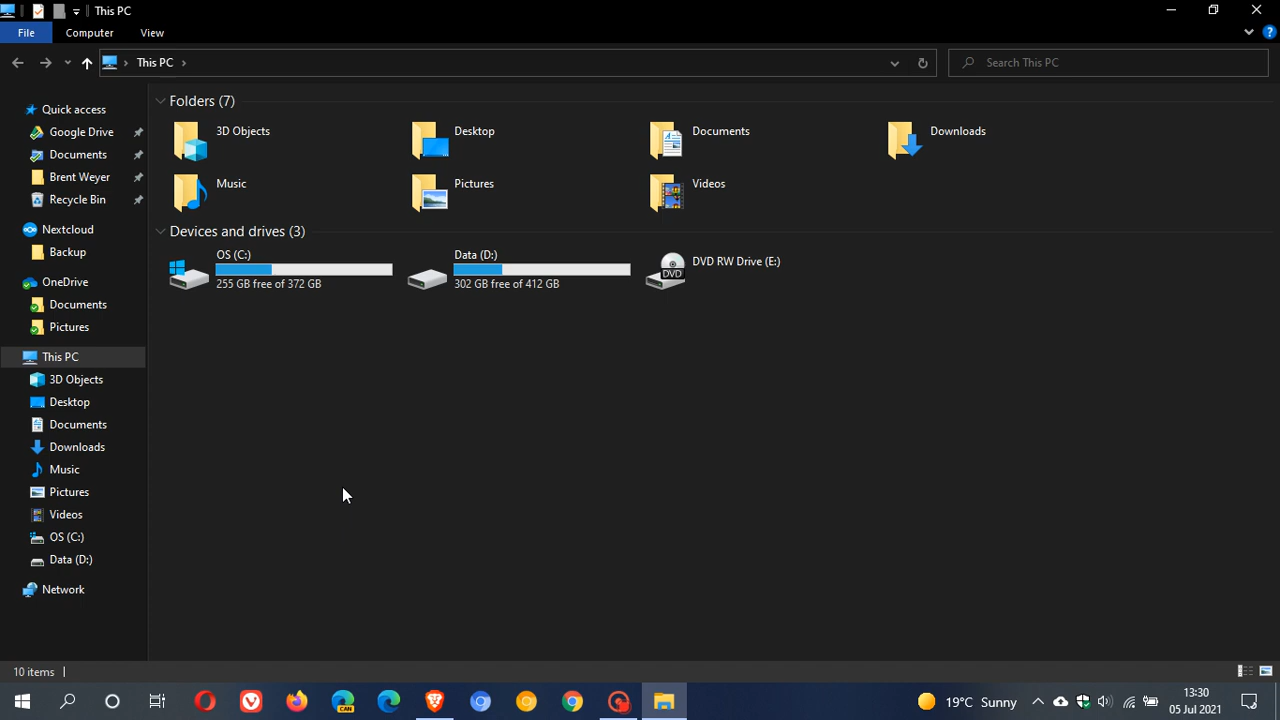 This PC
File Computer View
This PC
Search This PC
Quick access
Google Drive
Documents
Brent Weyer
Recycle Bin
Nextcloud
Backup
OneDrive
Documents
Pictures
This PC
3D Objects
Desktop
Documents
Downloads
Music
Pictures
Videos
OS (C:)
Data (D:)
Network
Folders (7)
3D Objects
Desktop
Documents
Downloads
Music
Pictures
Videos
Devices and drives (3)
OS (C:)
255 GB free of 372 GB
Data (D:)
302 GB free of 412 GB
DVD
DVD RW Drive (E:)
10 items
CAN
19°C Sunny
13:30
05 Jul 2021